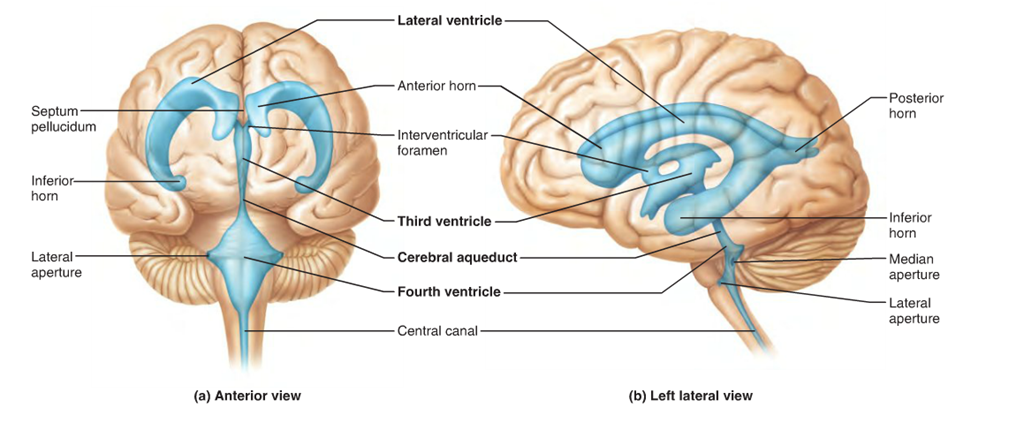 Lateral ventricle
Septum
pellucidum
Anterior horn
Interventricular
foramen
Posterior
horn
Inferior
horn
Third ventricle
Inferior
horn
Lateral
aperture
Cerebral aqueduct
Median
aperture
Fourth ventricle
Lateral
aperture
Central canal
(a) Anterior view
(b) Left lateral view